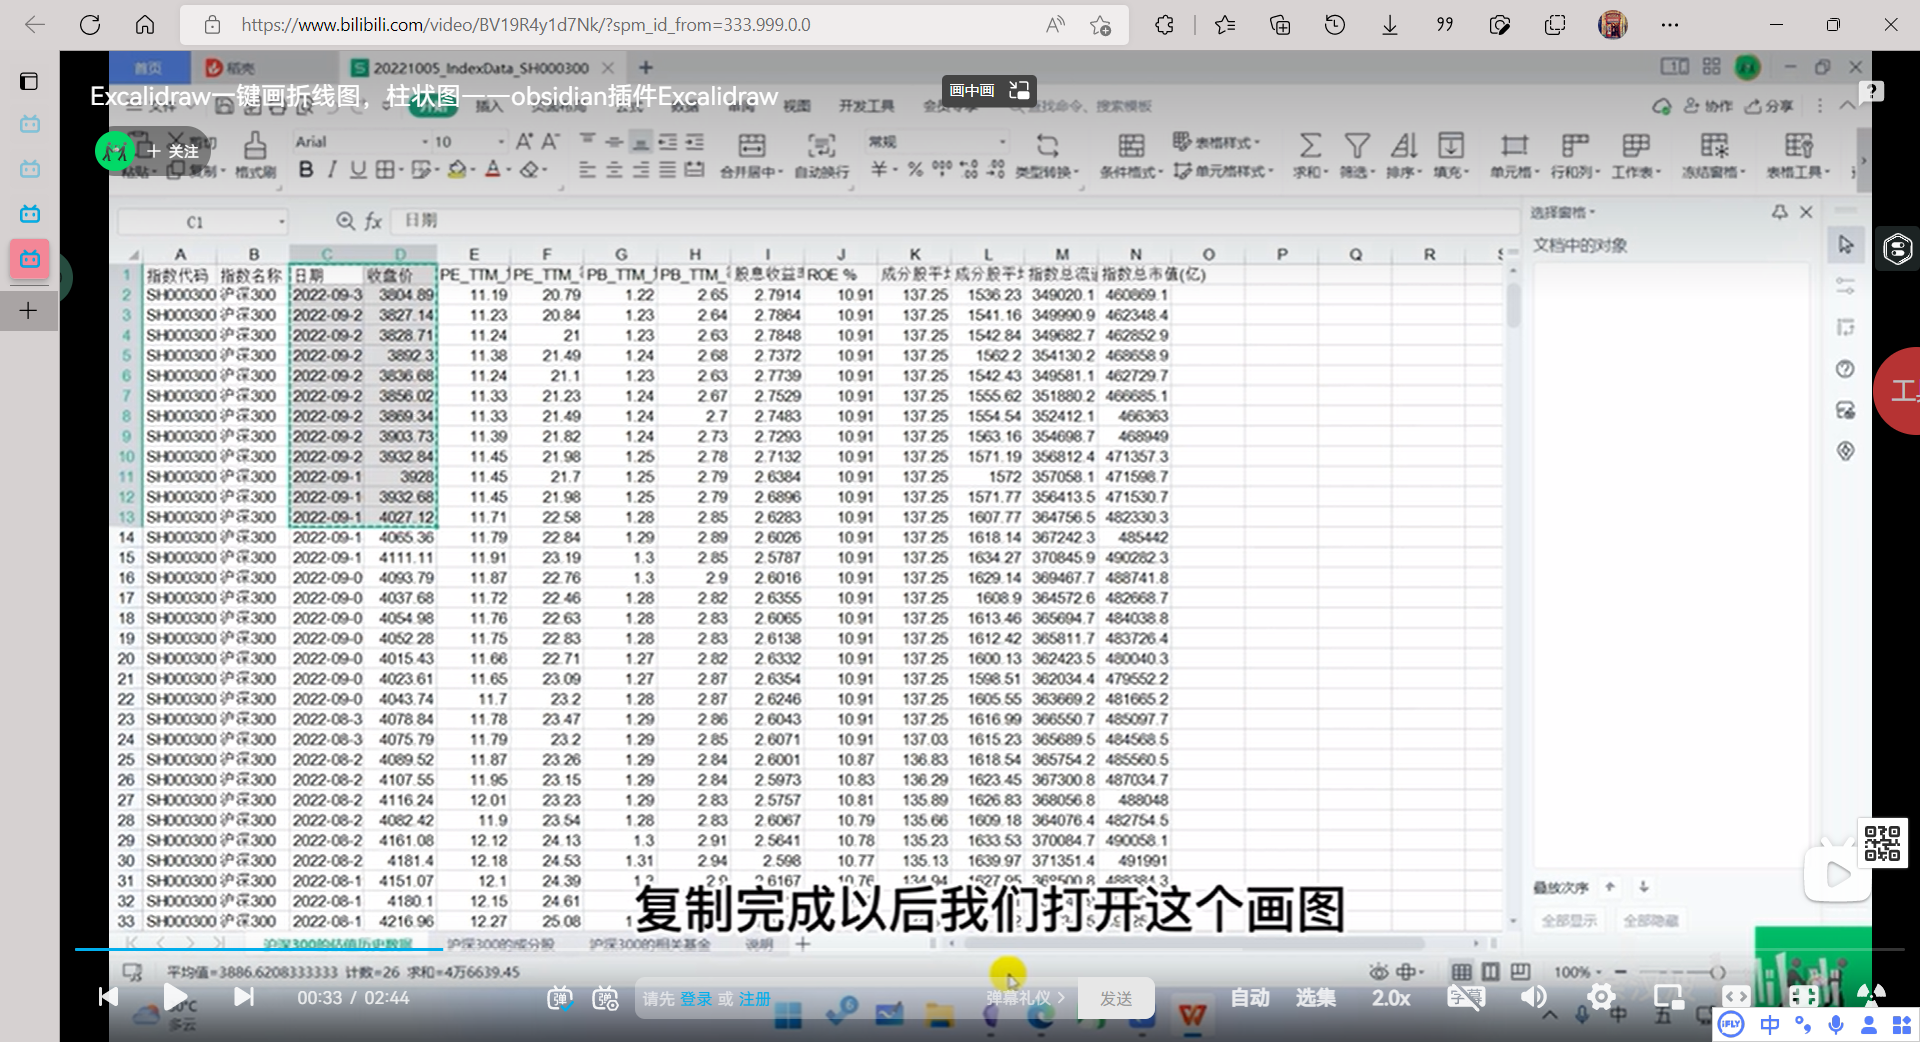 https://www.bilibili.com/video/BV19R4y1d7Nk/?spm_id_from=333.999.0.0
首页 稻壳 20221005_IndexData_SH000300
Excalidraw一键画折线图，柱状图——obsidian插件Excalidraw
画中画
插入 视图 开发工具 查找命令、搜索模板 协作 分享
关注
Arial 10 常规
复制 格式刷 合并居中 自动换行 类型转换 条件格式 表格样式 单元格样式 求和 筛选 排序 填充 单元格 行和列 工作表 冻结窗格 表格工具
C1 fx 日期
选择窗格
文档中的对象
A B C D E F G H I J K L M N O P Q R
1 指数代码 指数名称 日期 收盘价 PE_TTM_ PE_TTM_ PB_TTM_ PB_TTM_ 股息收益 ROE % 成分股平 成分股平 指数总流 指数总市值(亿)
2 SH000300 沪深300 2022-09-3 3804.89 11.19 20.79 1.22 2.65 2.7914 10.91 137.25 1536.23 349020.1 460869.1
3 SH000300 沪深300 2022-09-2 3827.14 11.23 20.84 1.23 2.64 2.7864 10.91 137.25 1541.16 349990.9 462348.4
4 SH000300 沪深300 2022-09-2 3828.71 11.24 21 1.23 2.63 2.7848 10.91 137.25 1542.84 349682.7 462852.9
5 SH000300 沪深300 2022-09-2 3892.3 11.38 21.49 1.24 2.68 2.7372 10.91 137.25 1562.2 354130.2 468658.9
6 SH000300 沪深300 2022-09-2 3836.68 11.24 21.1 1.23 2.63 2.7739 10.91 137.25 1542.43 349581.1 462729.7
7 SH000300 沪深300 2022-09-2 3856.02 11.33 21.23 1.24 2.67 2.7529 10.91 137.25 1555.62 351880.2 466685.1
8 SH000300 沪深300 2022-09-2 3869.34 11.33 21.49 1.24 2.7 2.7483 10.91 137.25 1554.54 352412.1 466363
9 SH000300 沪深300 2022-09-2 3903.73 11.39 21.82 1.24 2.73 2.7293 10.91 137.25 1563.16 354698.7 468949
10 SH000300 沪深300 2022-09-2 3932.84 11.45 21.98 1.25 2.78 2.7132 10.91 137.25 1571.19 356812.4 471357.3
11 SH000300 沪深300 2022-09-1 3928 11.45 21.7 1.25 2.79 2.6384 10.91 137.25 1572 357058.1 471598.7
12 SH000300 沪深300 2022-09-1 3932.68 11.45 21.98 1.25 2.79 2.6896 10.91 137.25 1571.77 356413.5 471530.7
13 SH000300 沪深300 2022-09-1 4027.12 11.71 22.58 1.28 2.85 2.6283 10.91 137.25 1607.77 364756.5 482330.3
14 SH000300 沪深300 2022-09-1 4065.36 11.79 22.84 1.29 2.89 2.6026 10.91 137.25 1618.14 367242.3 485442
15 SH000300 沪深300 2022-09-1 4111.11 11.91 23.19 1.3 2.85 2.5787 10.91 137.25 1634.27 370845.9 490282.3
16 SH000300 沪深300 2022-09-0 4093.79 11.87 22.76 1.3 2.9 2.6016 10.91 137.25 1629.14 369467.7 488741.8
17 SH000300 沪深300 2022-09-0 4037.68 11.72 22.46 1.28 2.82 2.6355 10.91 137.25 1608.9 364572.6 482668.7
18 SH000300 沪深300 2022-09-0 4054.98 11.76 22.63 1.28 2.83 2.6065 10.91 137.25 1613.46 365694.7 484038.8
19 SH000300 沪深300 2022-09-0 4052.28 11.75 22.83 1.28 2.83 2.6138 10.91 137.25 1612.42 365811.7 483726.4
20 SH000300 沪深300 2022-09-0 4015.43 11.66 22.71 1.27 2.82 2.6332 10.91 137.25 1600.13 362423.5 480040.3
21 SH000300 沪深300 2022-09-0 4023.61 11.65 23.09 1.27 2.87 2.6354 10.91 137.25 1598.51 362034.4 479552.2
22 SH000300 沪深300 2022-09-0 4043.74 11.7 23.2 1.28 2.87 2.6246 10.91 137.25 1605.55 363669.2 481665.2
23 SH000300 沪深300 2022-08-3 4078.84 11.78 23.47 1.29 2.86 2.6043 10.91 137.25 1616.99 366550.7 485097.7
24 SH000300 沪深300 2022-08-3 4075.79 11.79 23.2 1.29 2.85 2.6071 10.91 137.03 1615.23 365689.5 484568.5
25 SH000300 沪深300 2022-08-2 4089.52 11.87 23.26 1.29 2.84 2.6001 10.87 136.83 1618.54 365754.2 485560.5
26 SH000300 沪深300 2022-08-2 4107.55 11.95 23.15 1.29 2.84 2.5973 10.83 136.29 1623.45 367300.8 487034.7
27 SH000300 沪深300 2022-08-2 4116.24 12.01 23.23 1.29 2.83 2.5757 10.81 135.89 1626.83 368056.8 488048
28 SH000300 沪深300 2022-08-2 4082.42 11.9 23.54 1.28 2.83 2.6067 10.79 135.66 1609.18 364076.4 482754.5
29 SH000300 沪深300 2022-08-2 4161.08 12.12 24.13 1.3 2.91 2.5641 10.78 135.23 1633.53 370084.7 490058.1
30 SH000300 沪深300 2022-08-2 4181.4 12.18 24.53 1.31 2.94 2.598 10.77 135.13 1639.97 371351.4 491991
31 SH000300 沪深300 2022-08-1 4151.07 12.1 24.39
32 SH000300 沪深300 2022-08-1 4180.1 12.15 24.61
33 SH000300 沪深300 2022-08-1 4216.96 12.27 25.08
复制完成以后我们打开这个画图
叠放次序
全部显示 全部隐藏
沪深300的估值历史数据 沪深300的成分股 沪深300的相关基金 说明
平均值=3886.6208333333 计数=26 求和=4万6639.45 100%
00:33 / 02:44 请先 登录 或 注册 弹幕礼仪 发送 自动 选集 2.0x 字幕
多云
iFLY 中